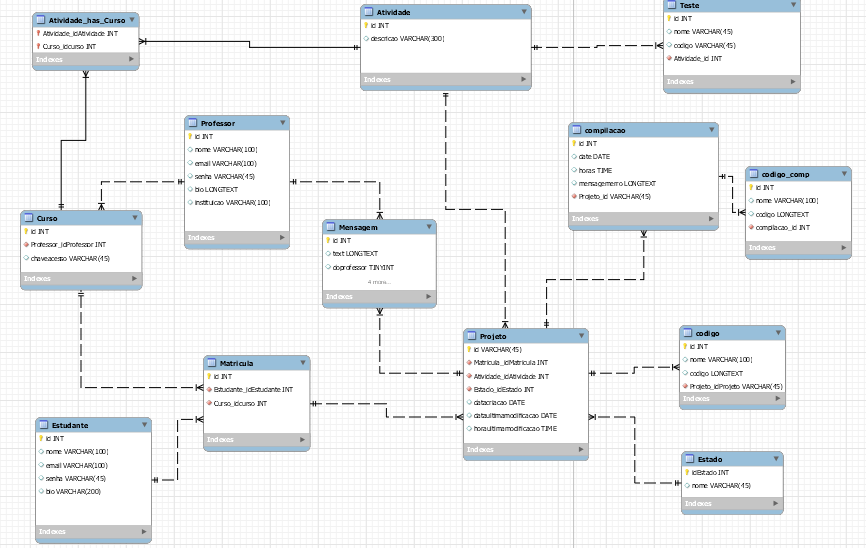 Atividade_has_Curso
Atividade_idAtividade INT
Curso_idcurso INT
Indexes
Atividade
id INT
descricao VARCHAR(300)
Indexes
Teste
id INT
nome VARCHAR(45)
codigo VARCHAR(45)
Atividade_id INT
Indexes
Professor
id INT
nome VARCHAR(100)
email VARCHAR(100)
senha VARCHAR(45)
bio LONGTEXT
instituicao VARCHAR(100)
Indexes
compilacao
id INT
date DATE
horas TIME
mensagemerro LONGTEXT
Projeto_id VARCHAR(45)
Indexes
codigo_comp
id INT
nome VARCHAR(100)
codigo LONGTEXT
compilacao_id INT
Indexes
Curso
id INT
Professor_idProfessor INT
chaveacesso VARCHAR(45)
Indexes
Mensagem
id INT
text LONGTEXT
doprofessor TINYINT
4 more...
Indexes
Projeto
id VARCHAR(45)
Matricula_idMatricula INT
Atividade_idAtividade INT
Estado_idEstado INT
datacriacao DATE
dataultimamodificacao DATE
horaultimamodificacao TIME
Indexes
codigo
id INT
nome VARCHAR(100)
codigo LONGTEXT
Projeto_idProjeto VARCHAR(45)
Indexes
Matricula
id INT
Estudante_idEstudante INT
Curso_idcurso INT
Indexes
Estudante
id INT
nome VARCHAR(100)
email VARCHAR(100)
senha VARCHAR(45)
bio VARCHAR(200)
Indexes
Estado
idEstado INT
nome VARCHAR(45)
Indexes